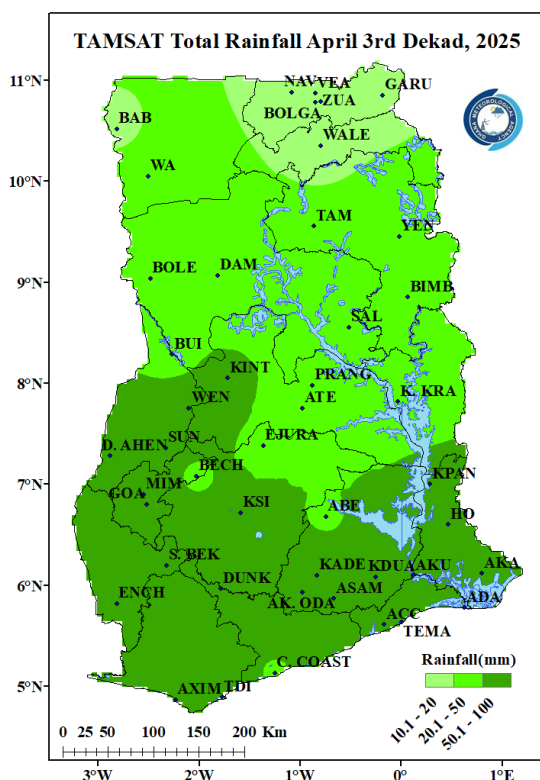 TAMSAT Total Rainfall April 3rd Dekad, 2025
11°N
10°N
9°N
8°N
7°N
6°N
5°N
NAV
VEA
GARU
ZUA
BOLGA
BAB
WALE
WA
TAM
YEN
BOLE
DAM
BIMB
SAL
BUI
KINT
PRANG
WEN
ATE
K. KRA
SUN
EJURA
D. AHEN
BECH
KPAN
MIM
GOA
KSI
ABE
HO
S. BEK
KADE
KDUA
AKU
AKA
DUNK
ENCH
AK. ODA
ASAM
ADA
ACC
TEMA
C. COAST
AXIM
TDI
Rainfall(mm)
10.1 - 20
20.1 - 50
50.1 - 100
0 25 50 100 150 200 Km
3°W 2°W 1°W 0° 1°E